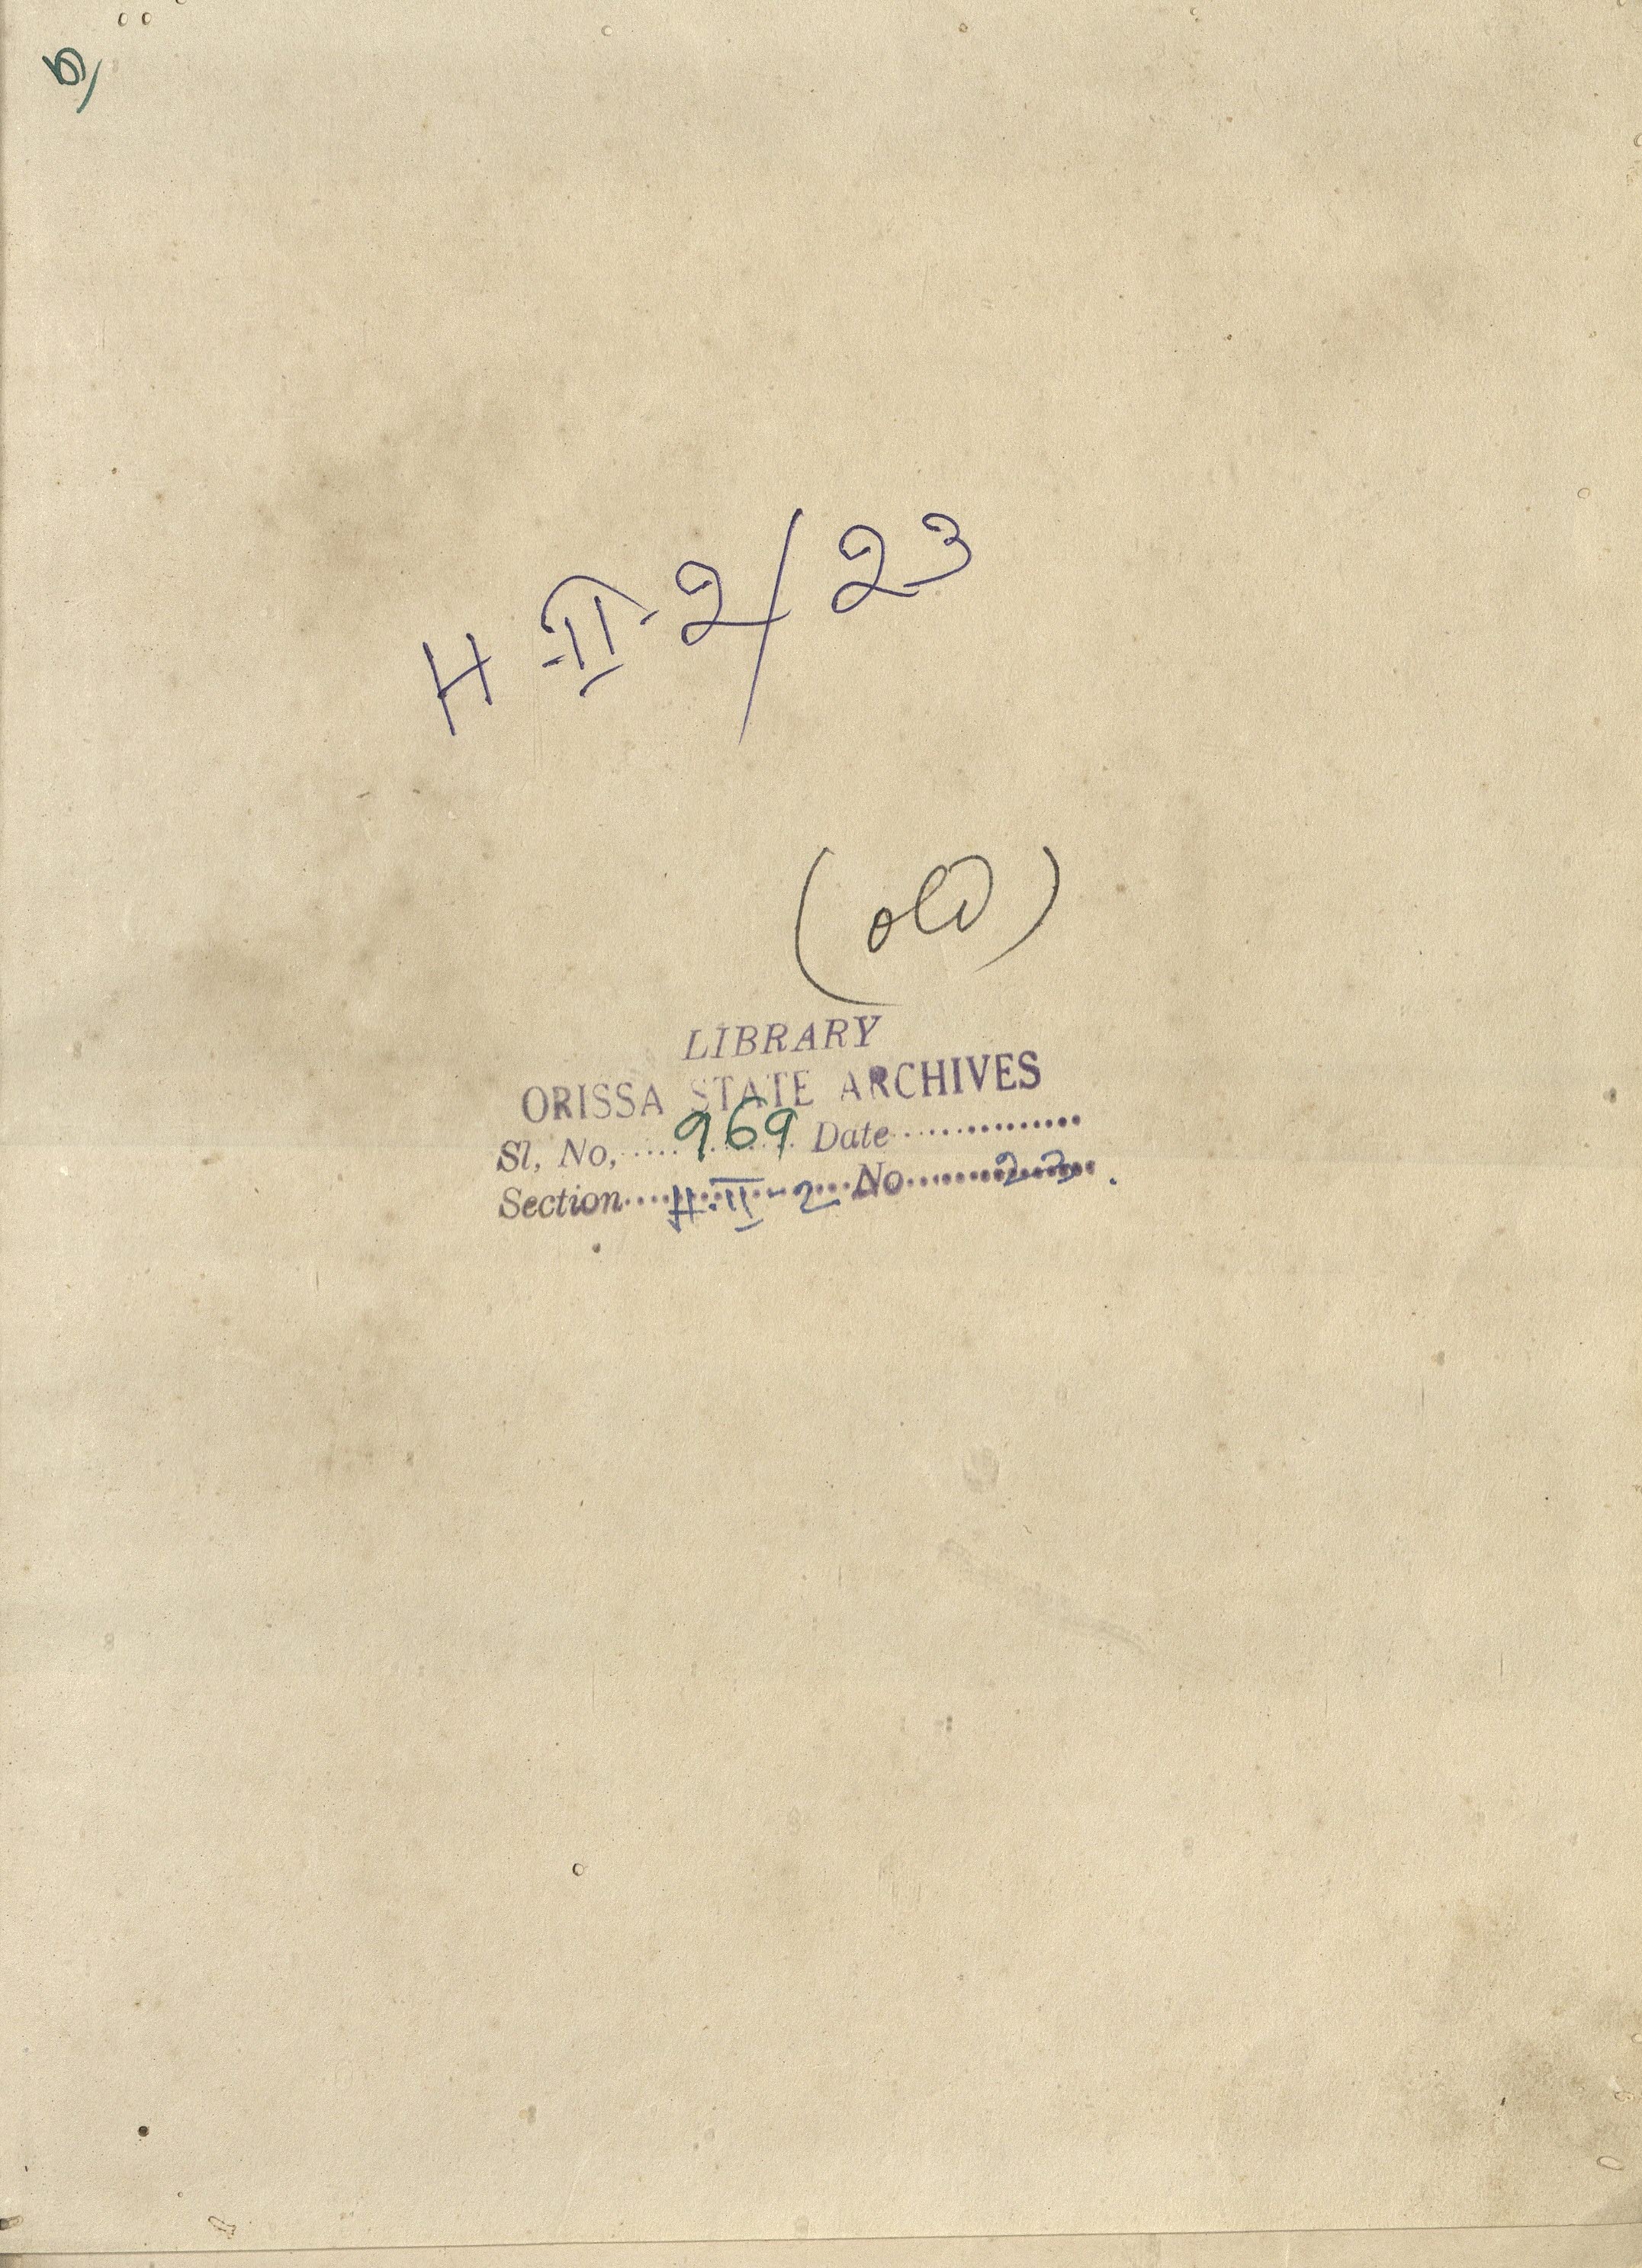 H-II-2/23
(old)
LIBRARY
ORISSA STATE ARCHIVES
Sl, No,.....969..... Date...............
Section.....H.II-2...No..........23.